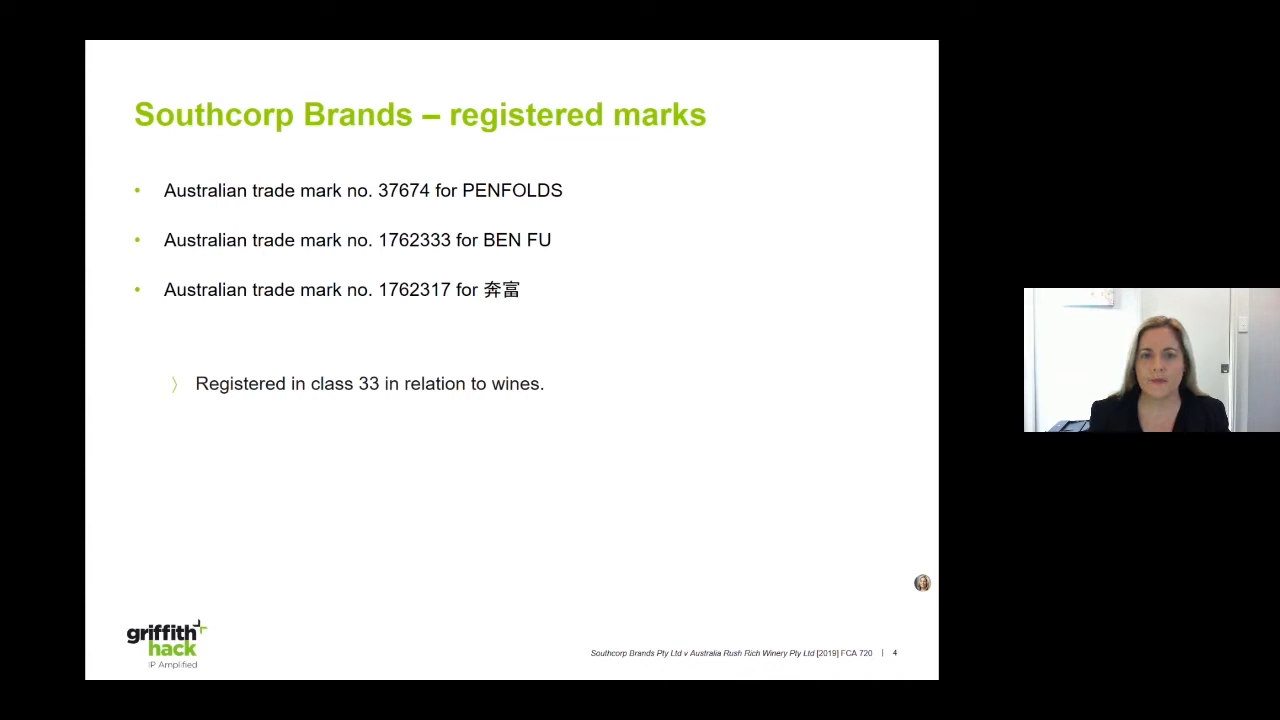 Southcorp Brands – registered marks
• Australian trade mark no. 37674 for PENFOLDS
• Australian trade mark no. 1762333 for BEN FU
• Australian trade mark no. 1762317 for 奔富
〉 Registered in class 33 in relation to wines.
griffith
hack
IP Amplified
Southcorp Brands Pty Ltd v Australia Rush Rich Winery Pty Ltd [2019] FCA 720 | 4